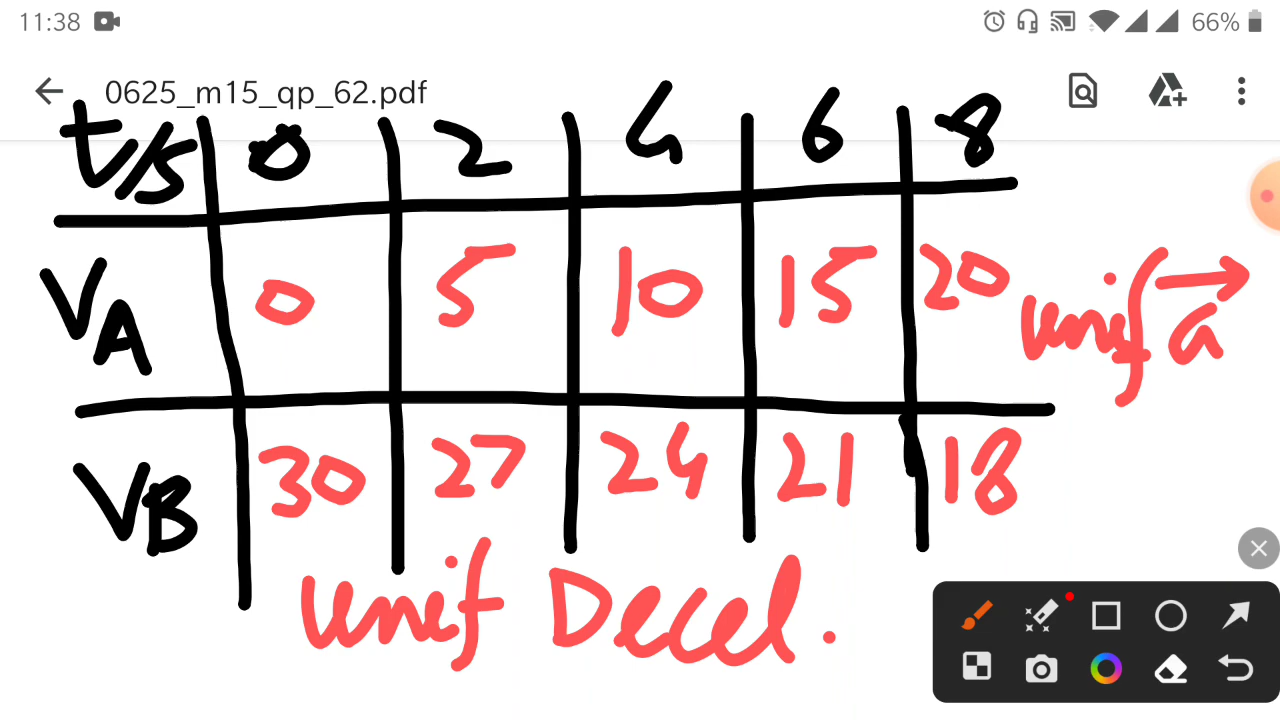 11:38 66%
0625_m15_qp_62.pdf
t/s 0 2 4 6 8
VA 0 5 10 15 20 unif a
VB 30 27 24 21 18
unif Decel.